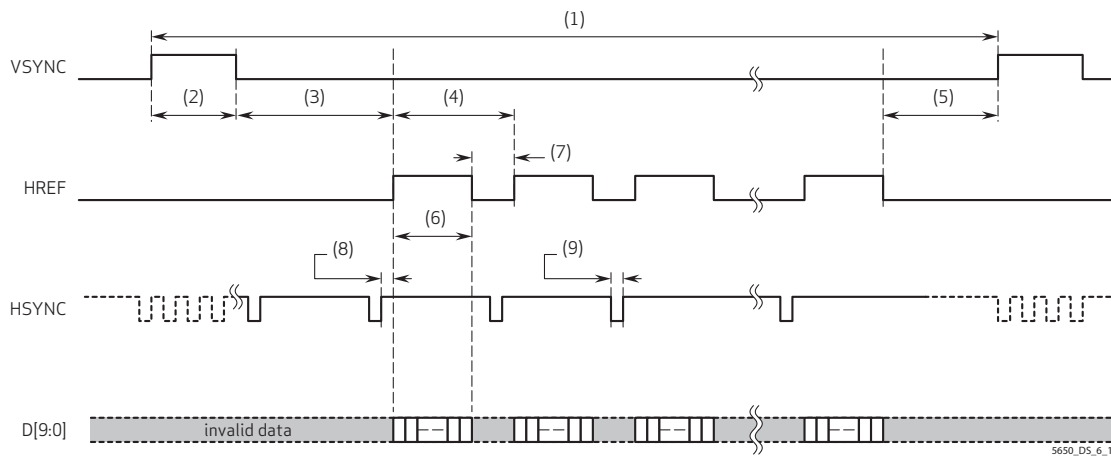 (1)
VSYNC
(2) (3) (4) (5)
(7)
HREF
(6)
(8) (9)
HSYNC
D[9:0] invalid data
5650_DS_6_1